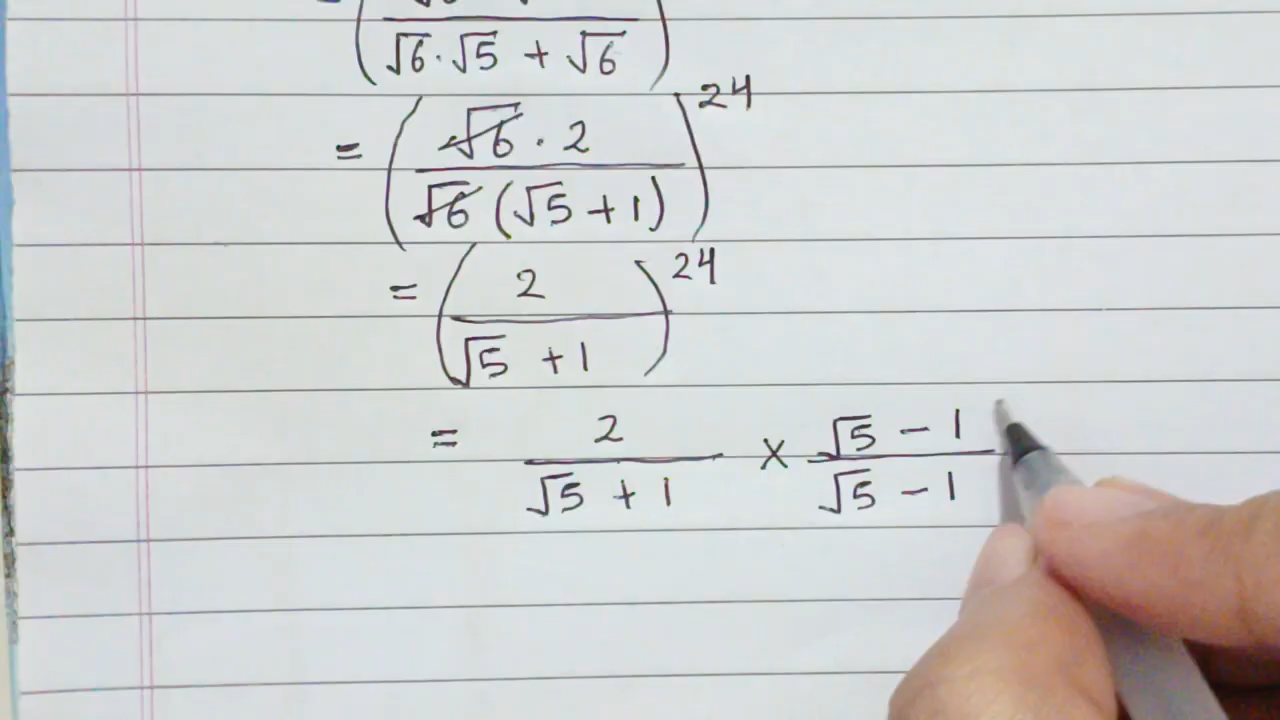 √6·√5 + √6
= (√6 · 2 / √6 (√5 + 1))^24
= (2 / √5 + 1)^24
= 2 / √5 + 1 × √5 − 1 / √5 − 1